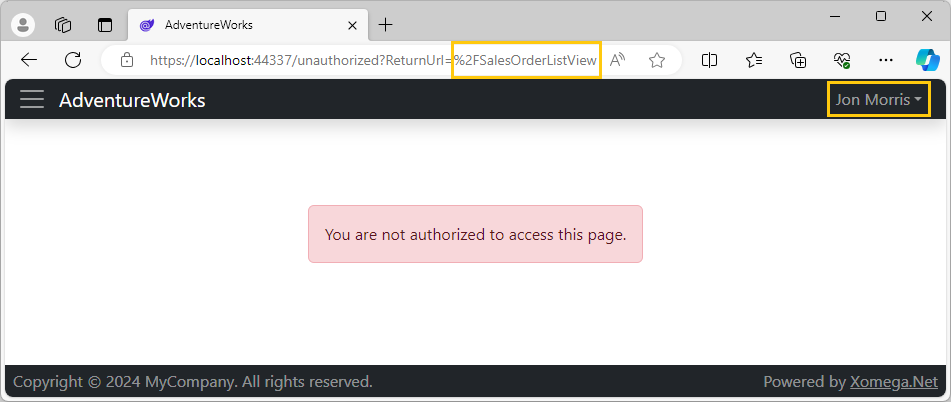 AdventureWorks
https://localhost:44337/unauthorized?ReturnUrl=%2FSalesOrderListView
AdventureWorks
Jon Morris
You are not authorized to access this page.
Copyright © 2024 MyCompany. All rights reserved.
Powered by Xomega.Net